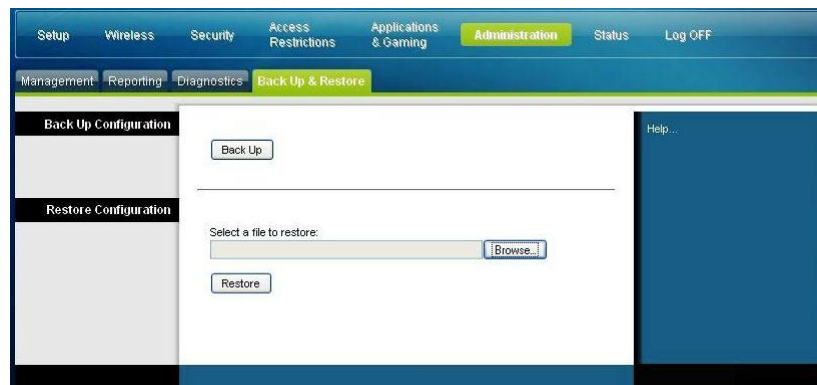 Setup Wireless Security Access Restrictions Applications & Gaming Administration Status Log OFF
Management Reporting Diagnostics Back Up & Restore
Back Up Configuration
Back Up
Help...
Restore Configuration
Select a file to restore:
Browse...
Restore